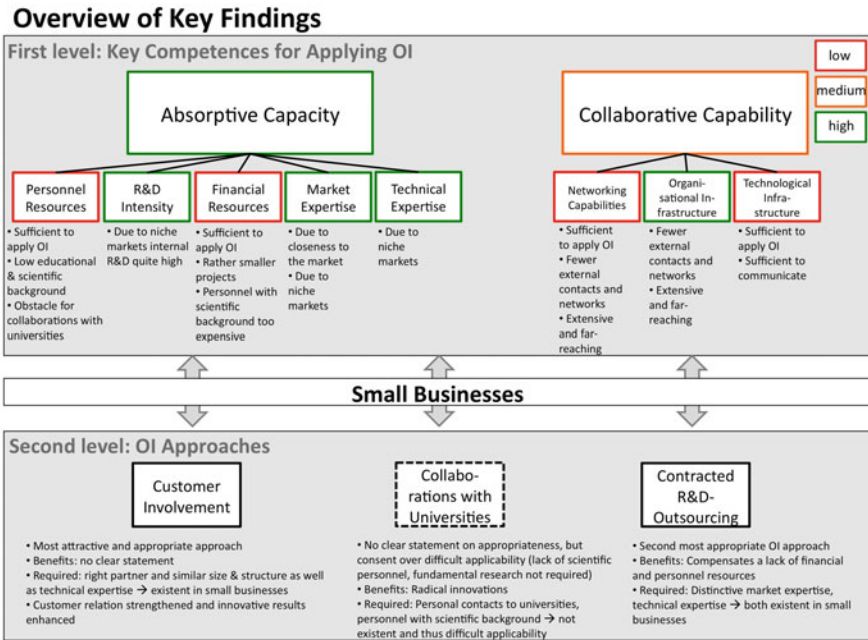 Overview of Key Findings
First level: Key Competences for Applying OI
low
medium
high
Absorptive Capacity
Collaborative Capability
Personnel
Resources
R&D
Intensity
Financial
Resources
Market
Expertise
Technical
Expertise
Networking
Capabilities
Organi-
sational In-
frastructure
Technological
Infra-
structure
• Sufficient to
apply OI
• Low educational
& scientific
background
• Obstacle for
collaborations with
universities
• Due to niche
markets internal
R&D quite high
• Sufficient to
apply OI
• Rather smaller
projects
• Personnel with
scientific
background too
expensive
• Due to
closeness to
the market
• Due to
niche
markets
• Due to
niche
markets
• Sufficient
to apply OI
• Fewer
external
contacts and
networks
• Extensive
and far-
reaching
• Fewer
external
contacts and
networks
• Extensive
and far-
reaching
• Sufficient to
apply OI
• Sufficient to
communicate
Small Businesses
Second level: OI Approaches
Customer
Involvement
Collabo-
rations with
Universities
Contracted
R&D-
Outsourcing
• Most attractive and appropriate approach
• Benefits: no clear statement
• Required: right partner and similar size & structure as well
as technical expertise → existent in small businesses
• Customer relation strengthened and innovative results
enhanced
• No clear statement on appropriateness, but
consent over difficult applicability (lack of scientific
personnel, fundamental research not required)
• Benefits: Radical innovations
• Required: Personal contacts to universities,
personnel with scientific background → not
existent and thus difficult applicability
• Second most appropriate OI approach
• Benefits: Compensates a lack of financial
and personnel resources
• Required: Distinctive market expertise,
technical expertise → both existent in small
businesses